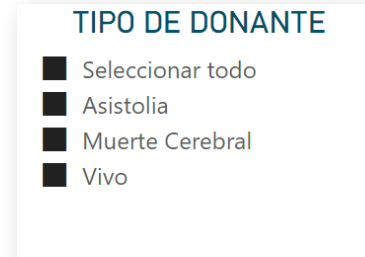 TIPO DE DONANTE
Seleccionar todo
Asistolia
Muerte Cerebral
Vivo